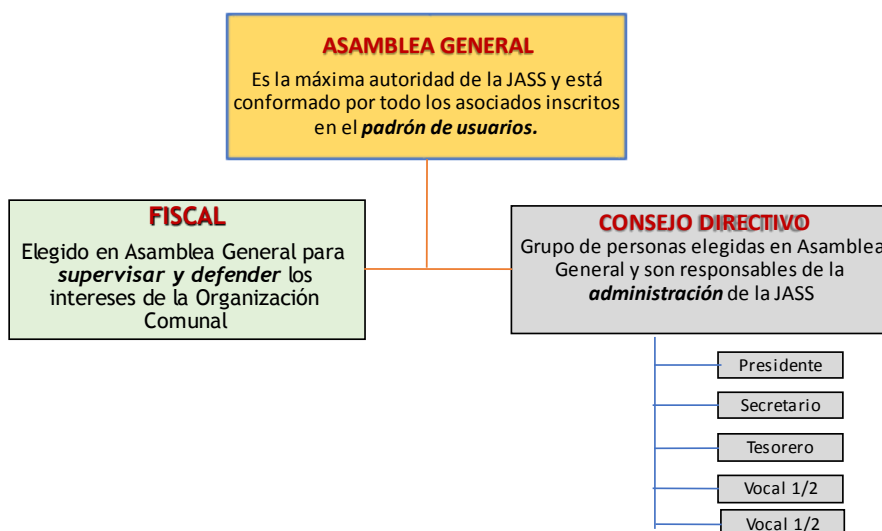 ASAMBLEA GENERAL
Es la máxima autoridad de la JASS y está
conformado por todo los asociados inscritos
en el padrón de usuarios.
FISCAL
Elegido en Asamblea General para
supervisar y defender los
intereses de la Organización
Comunal
CONSEJO DIRECTIVO
Grupo de personas elegidas en Asamblea
General y son responsables de la
administración de la JASS
Presidente
Secretario
Tesorero
Vocal 1/2
Vocal 1/2